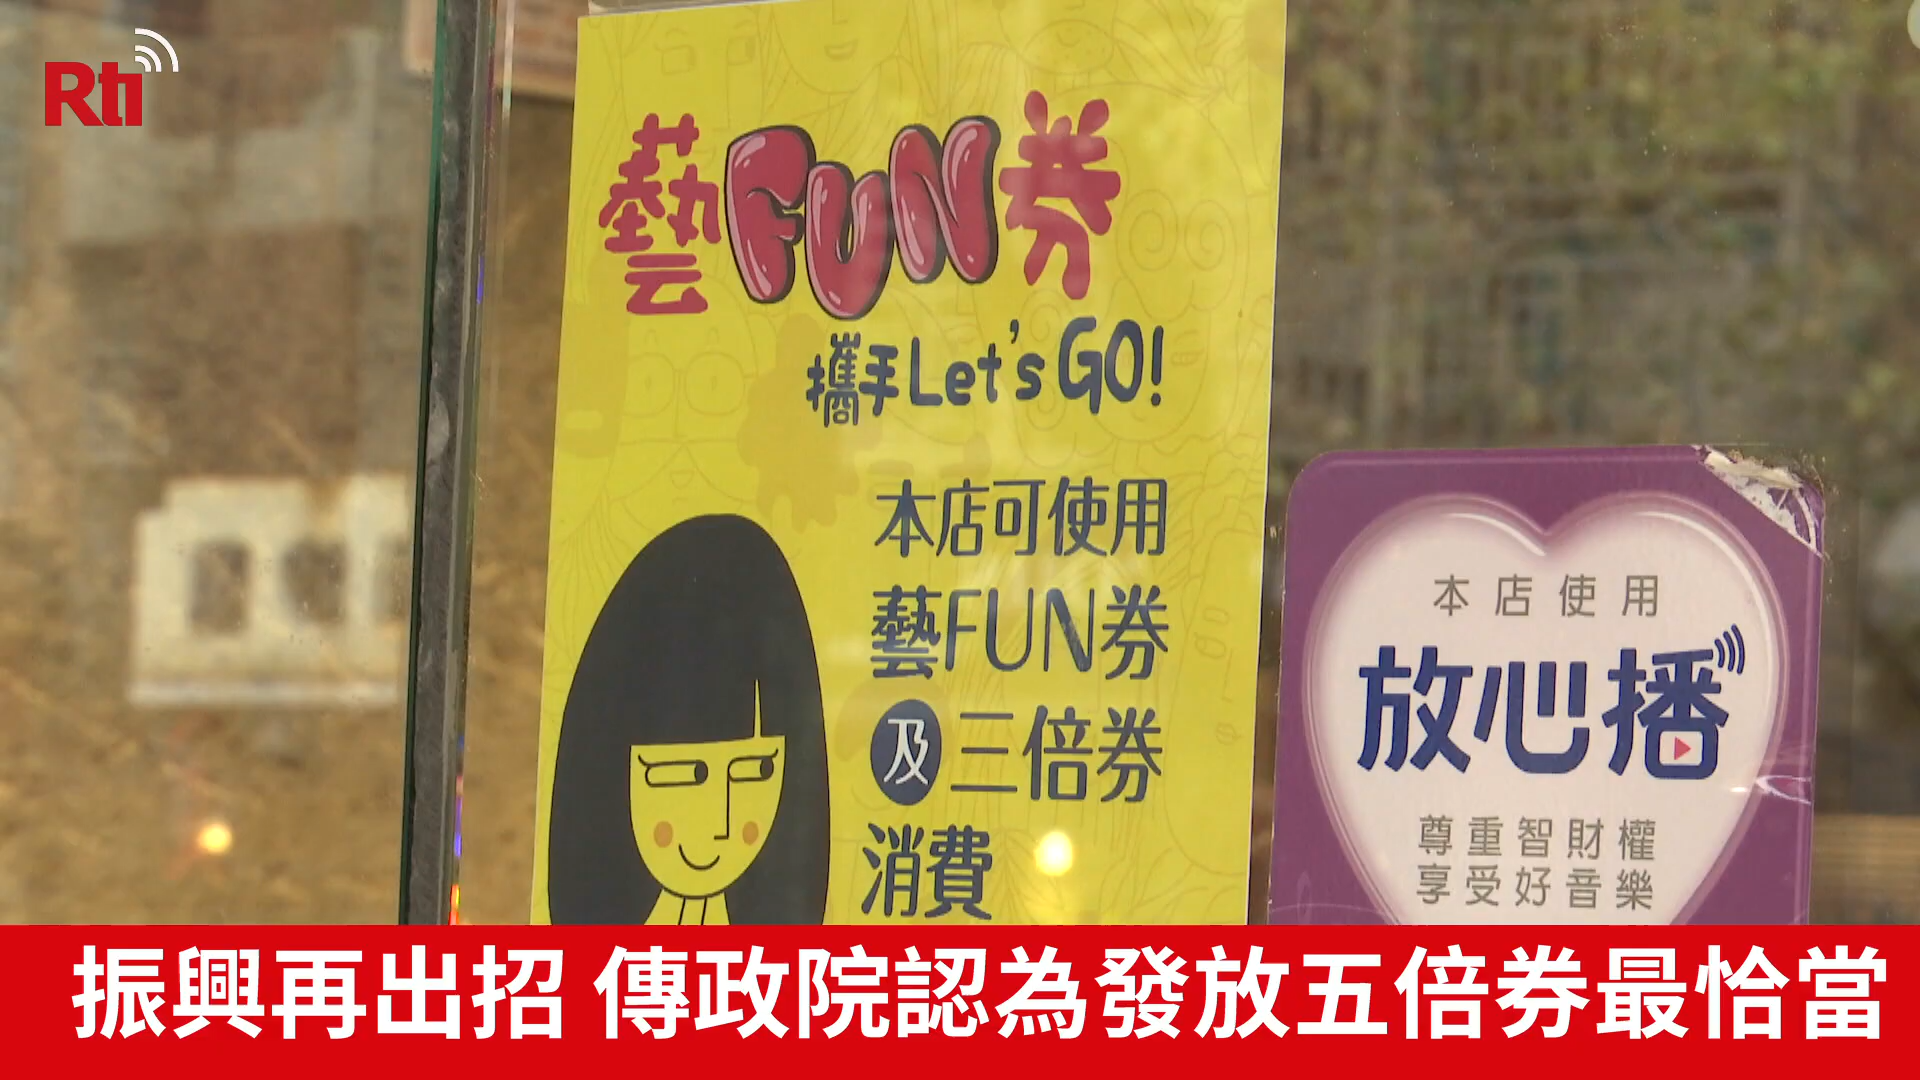 Rti
藝FUN券
攜手Let's GO!
本店可使用
藝FUN券
及三倍券
消費
本店使用
放心播
尊重智財權
享受好音樂
振興再出招 傳政院認為發放五倍券最恰當